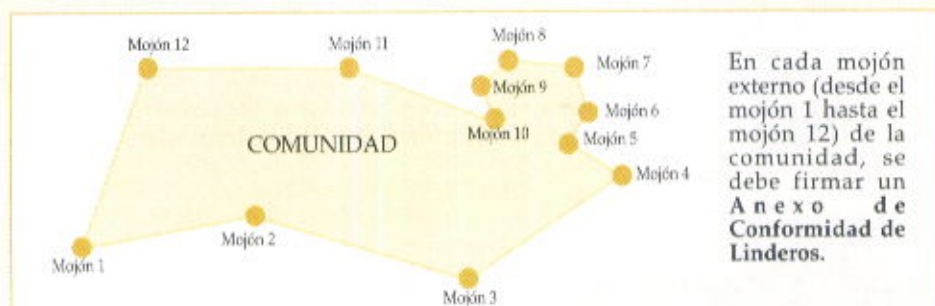 Mojón 12
Mojón 11
Mojón 8
Mojón 7
Mojón 9
Mojón 6
Mojón 10
Mojón 5
COMUNIDAD
Mojón 4
Mojón 2
Mojón 1
Mojón 3
En cada mojón
externo (desde el
mojón 1 hasta el
mojón 12) de la
comunidad, se
debe firmar un
Anexo de
Conformidad de
Linderos.